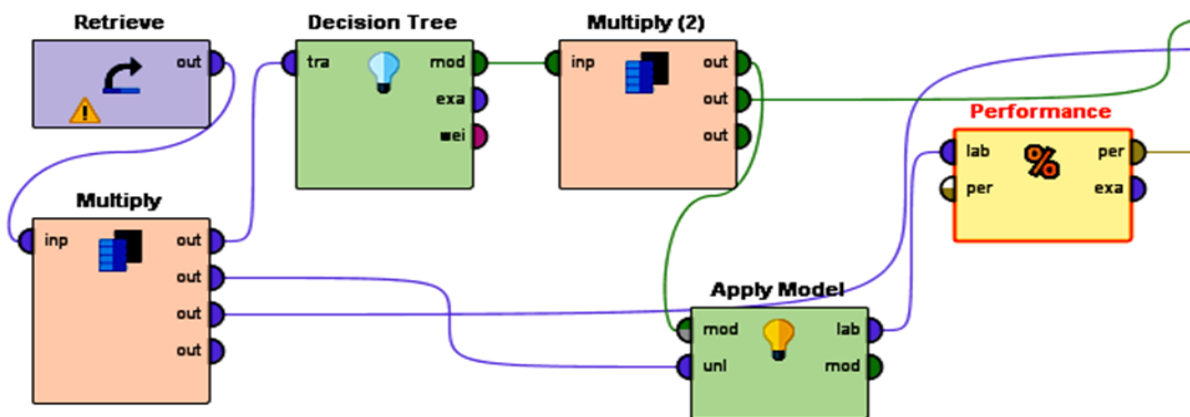 Retrieve
out
Decision Tree
tra
mod
exa
wei
Multiply (2)
inp
out
out
out
Performance
lab
per
%
per
exa
Multiply
inp
out
out
out
out
Apply Model
mod
lab
unl
mod